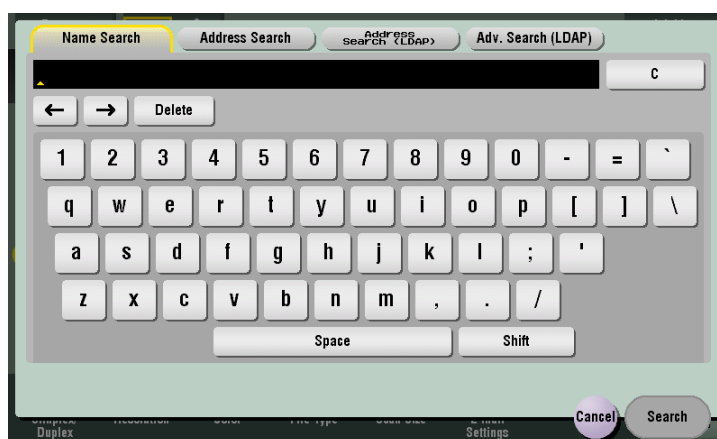 Name Search
Address Search
Address
Search (LDAP)
Adv. Search (LDAP)
C
← → Delete
1 2 3 4 5 6 7 8 9 0 - = `
q w e r t y u i o p [ ] \
a s d f g h j k l ; '
z x c v b n m , . /
Space Shift
Cancel Search
Duplex
Settings